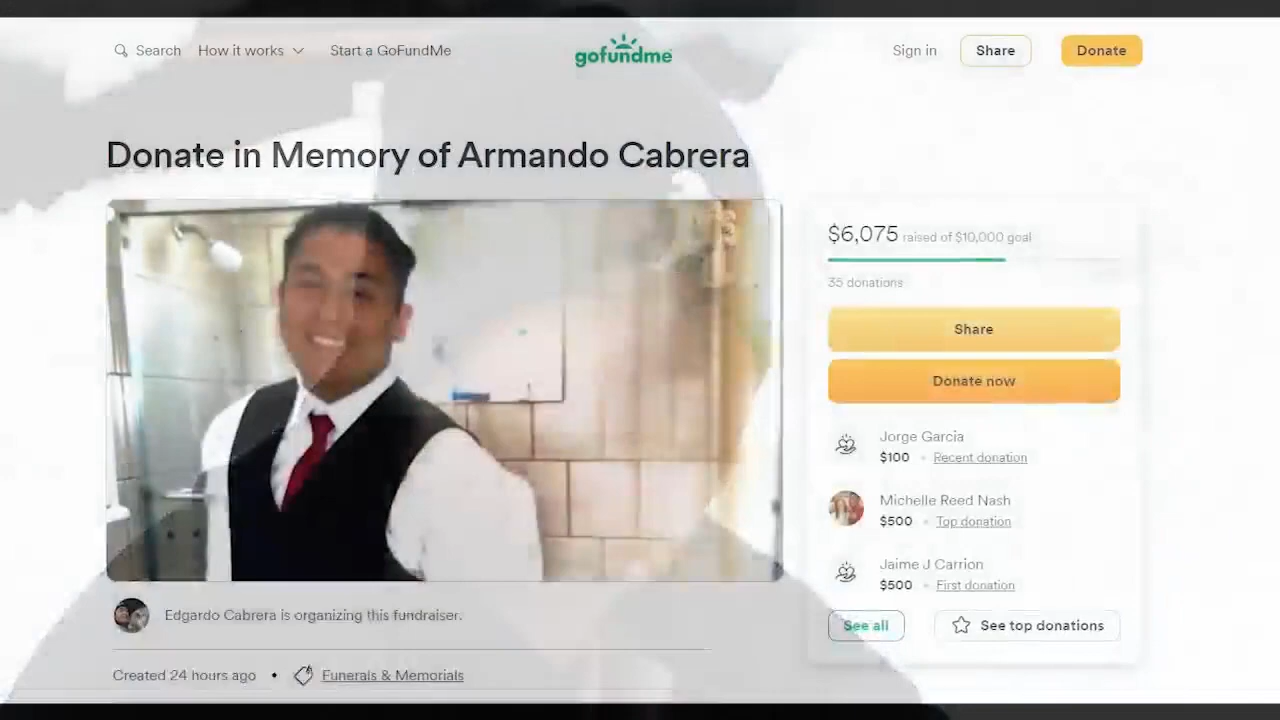 Search How it works Start a GoFundMe gofundme Sign in Share Donate
Donate in Memory of Armando Cabrera
$6,075 raised of $10,000 goal
35 donations
Share
Donate now
Jorge Garcia
$100 • Recent donation
Michelle Reed Nash
$500 • Top donation
Jaime J Carrion
$500 • First donation
See all See top donations
Edgardo Cabrera is organizing this fundraiser.
Created 24 hours ago • Funerals & Memorials